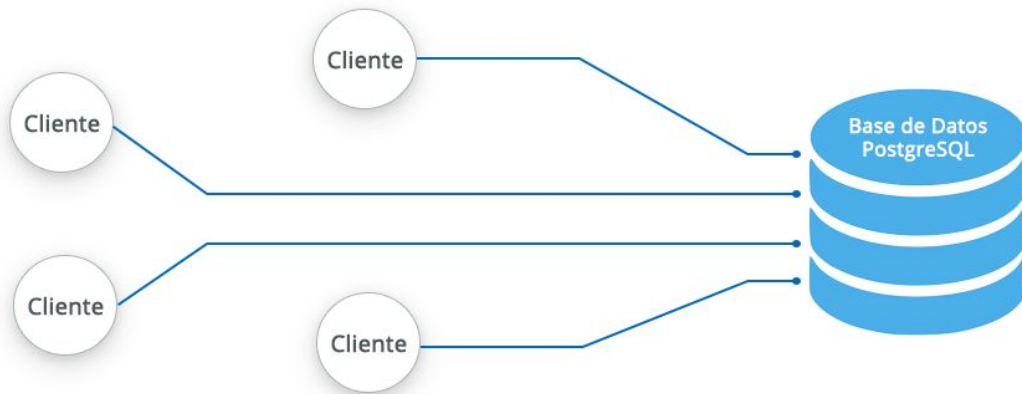 Cliente
Cliente
Base de Datos
PostgreSQL
Cliente
Cliente